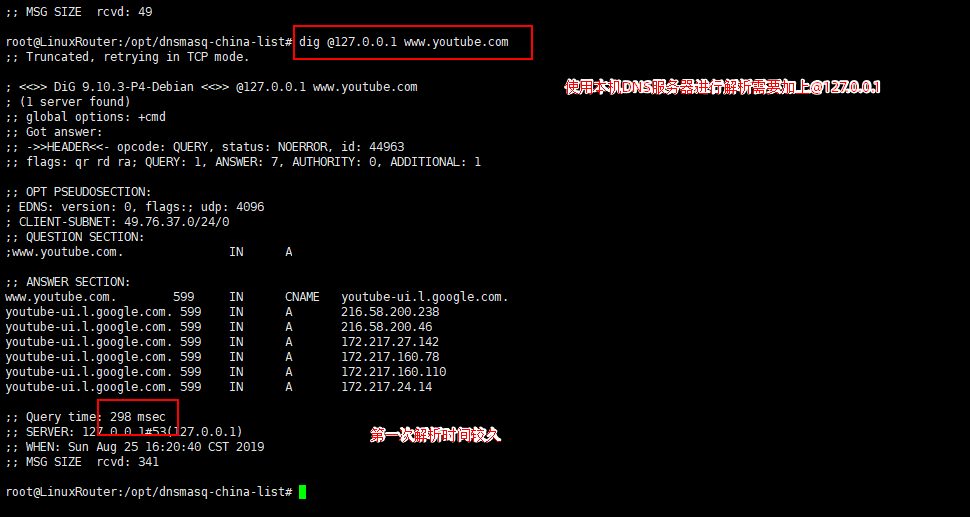 ;; MSG SIZE  rcvd: 49
root@LinuxRouter:/opt/dnsmasq-china-list# dig @127.0.0.1 www.youtube.com
;; Truncated, retrying in TCP mode.
使用本机DNS服务器进行解析需要加上@127.0.0.1
; <<>> DiG 9.10.3-P4-Debian <<>> @127.0.0.1 www.youtube.com
; (1 server found)
;; global options: +cmd
;; Got answer:
;; ->>HEADER<<- opcode: QUERY, status: NOERROR, id: 44963
;; flags: qr rd ra; QUERY: 1, ANSWER: 7, AUTHORITY: 0, ADDITIONAL: 1
;; OPT PSEUDOSECTION:
; EDNS: version: 0, flags:; udp: 4096
; CLIENT-SUBNET: 49.76.37.0/24/0
;; QUESTION SECTION:
;www.youtube.com.		IN	A
;; ANSWER SECTION:
www.youtube.com.	599	IN	CNAME	youtube-ui.l.google.com.
youtube-ui.l.google.com. 599	IN	A	216.58.200.238
youtube-ui.l.google.com. 599	IN	A	216.58.200.46
youtube-ui.l.google.com. 599	IN	A	172.217.27.142
youtube-ui.l.google.com. 599	IN	A	172.217.160.78
youtube-ui.l.google.com. 599	IN	A	172.217.160.110
youtube-ui.l.google.com. 599	IN	A	172.217.24.14
;; Query time: 298 msec
;; SERVER: 127.0.0.1#53(127.0.0.1)
第一次解析时间较久
;; WHEN: Sun Aug 25 16:20:40 CST 2019
;; MSG SIZE  rcvd: 341
root@LinuxRouter:/opt/dnsmasq-china-list#